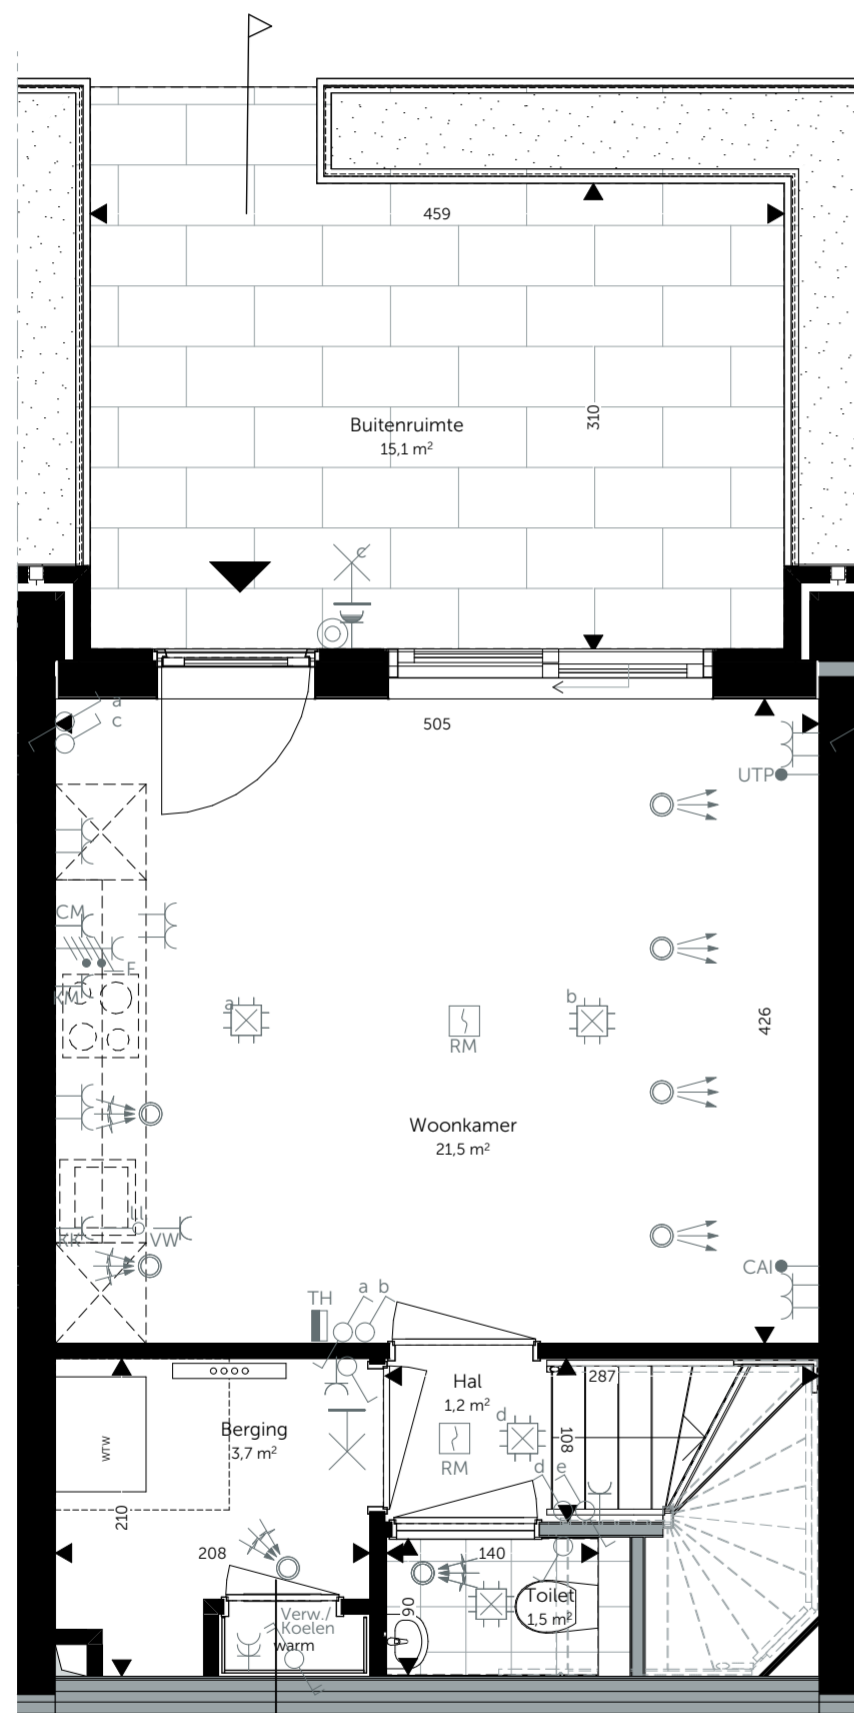 459
310
Buitenruimte
15,1 m²
c
a
c
505
UTP
CM
F
KM
a
RM
b
426
Woonkamer
21,5 m²
KK
VW
CAI
TH
a b
Hal
1,2 m²
287
108
d
RM
d e
Berging
3,7 m²
WTW
210
208
140
90
Toilet
1,5 m²
Verw./
Koelen
warm